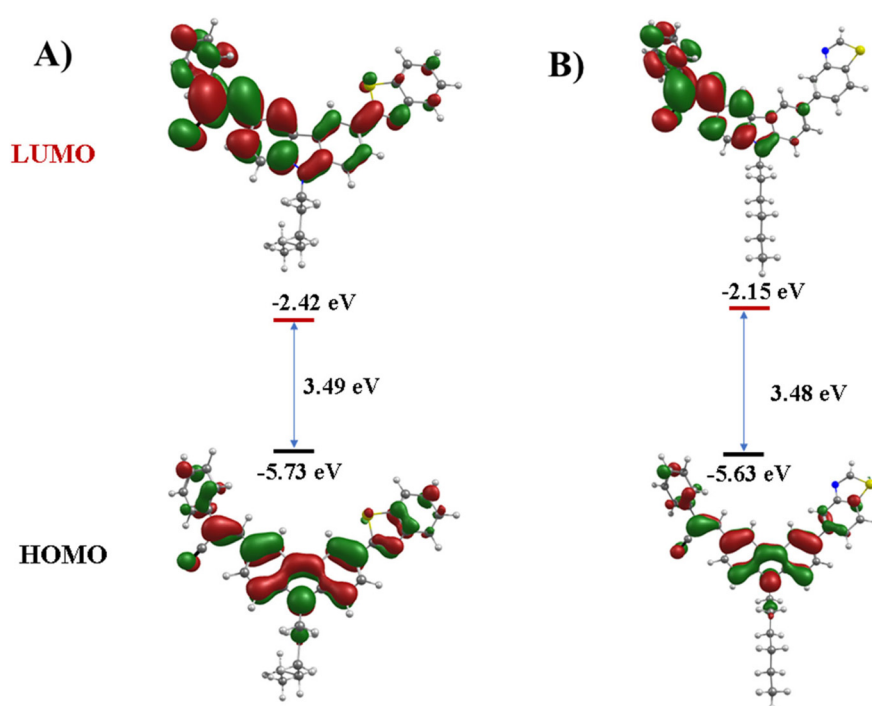 A)
B)
LUMO
-2.42 eV
-2.15 eV
3.49 eV
3.48 eV
-5.73 eV
-5.63 eV
HOMO